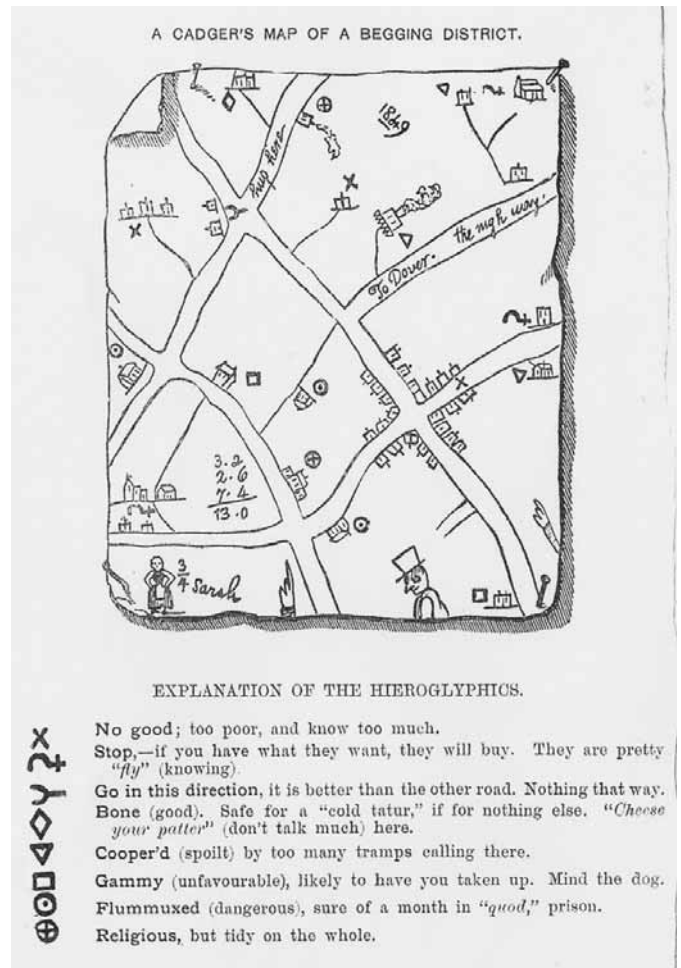 A CADGER'S MAP OF A BEGGING DISTRICT.
hup here
1849
To Dover. the nigh way.
3.2
2.6
7.4
13.0
3/4 Sarah
EXPLANATION OF THE HIEROGLYPHICS.
No good; too poor, and know too much.
Stop,—if you have what they want, they will buy. They are pretty
"fly" (knowing).
Go in this direction, it is better than the other road. Nothing that way.
Bone (good). Safe for a "cold tatur," if for nothing else. "Cheese
your patter" (don't talk much) here.
Cooper'd (spoilt) by too many tramps calling there.
Gammy (unfavourable), likely to have you taken up. Mind the dog.
Flummuxed (dangerous), sure of a month in "quod," prison.
Religious, but tidy on the whole.